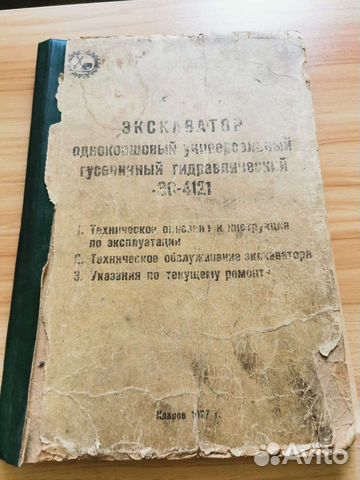 ЭКСКАВАТОР
одноковшовый универсальный
гусеничный гидравлический
ЭО-4121
1. Техническое описание и инструкция
по эксплуатации
2. Техническое обслуживание экскаватора
3. Указания по текущему ремонту
1977 г.
Avito